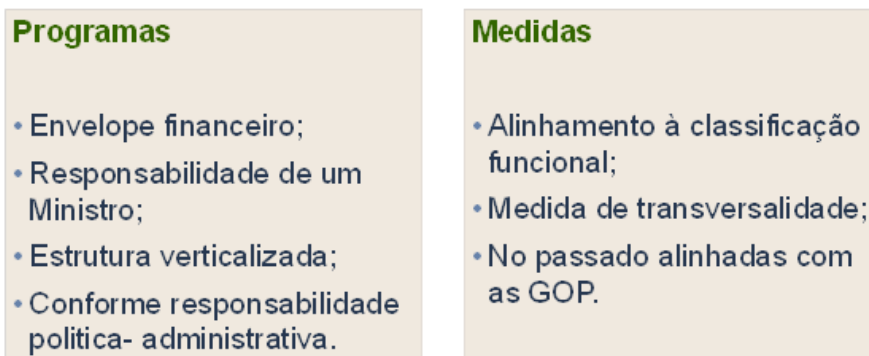 Programas
• Envelope financeiro;
• Responsabilidade de um
Ministro;
• Estrutura verticalizada;
• Conforme responsabilidade
politica- administrativa.
Medidas
• Alinhamento à classificação
funcional;
• Medida de transversalidade;
• No passado alinhadas com
as GOP.